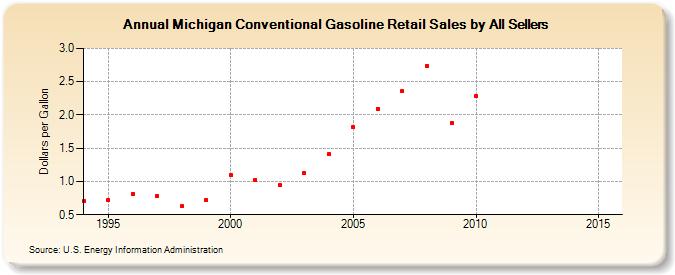 Annual Michigan Conventional Gasoline Retail Sales by All Sellers
Dollars per Gallon
3.0
2.5
2.0
1.5
1.0
0.5
1995 2000 2005 2010 2015
Source: U.S. Energy Information Administration